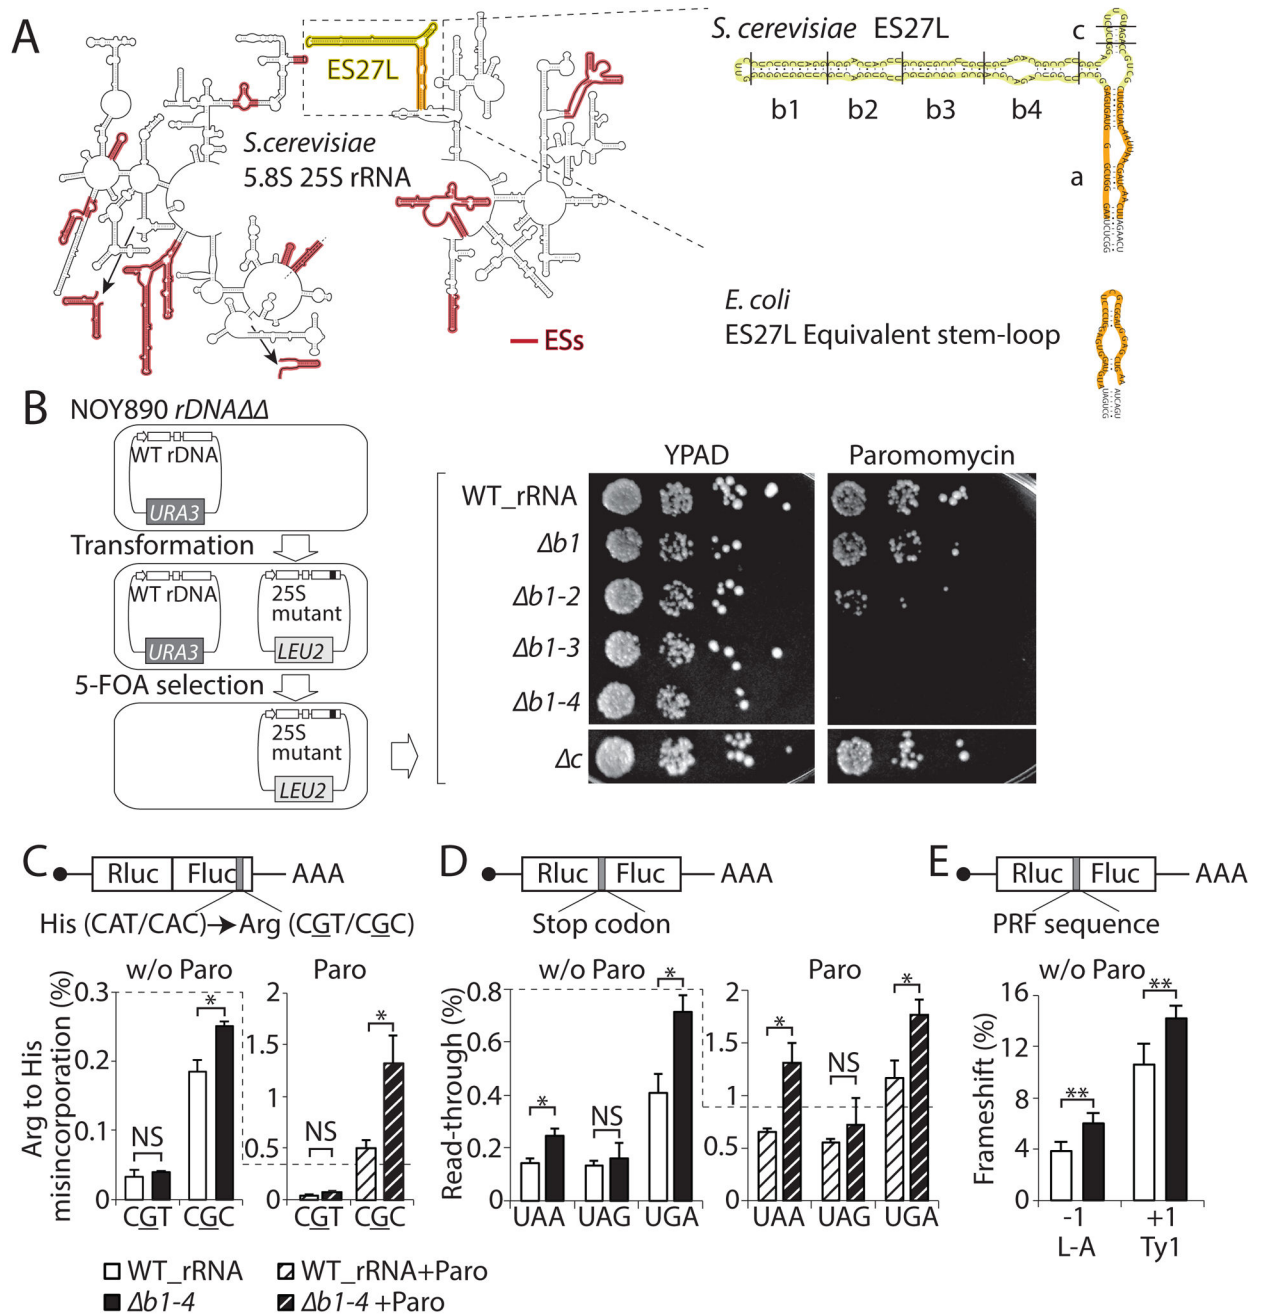 A
ES27L
S.cerevisiae
5.8S 25S rRNA
ESs
S. cerevisiae ES27L
c
b1 b2 b3 b4
a
E. coli
ES27L Equivalent stem-loop
B
NOY890 rDNAΔΔ
WT rDNA
URA3
Transformation
WT rDNA
URA3
25S
mutant
LEU2
5-FOA selection
25S
mutant
LEU2
YPAD Paromomycin
WT_rRNA
Δb1
Δb1-2
Δb1-3
Δb1-4
Δc
C
Rluc Fluc AAA
His (CAT/CAC) Arg (CGT/CGC)
w/o Paro Paro
Arg to His
misincorporation (%)
0.3
0.2
0.1
0
NS *
CGT CGC
2
1.5
1
0.5
0
NS *
CGT CGC
WT_rRNA WT_rRNA+Paro
Δb1-4 Δb1-4 +Paro
D
Rluc Fluc AAA
Stop codon
w/o Paro Paro
Read-through (%)
0.8
0.6
0.4
0.2
0
* NS *
UAA UAG UGA
2
1.5
1
0.5
0
* NS *
UAA UAG UGA
E
Rluc Fluc AAA
PRF sequence
w/o Paro
Frameshift (%)
16
12
8
4
0
** **
-1 +1
L-A Ty1